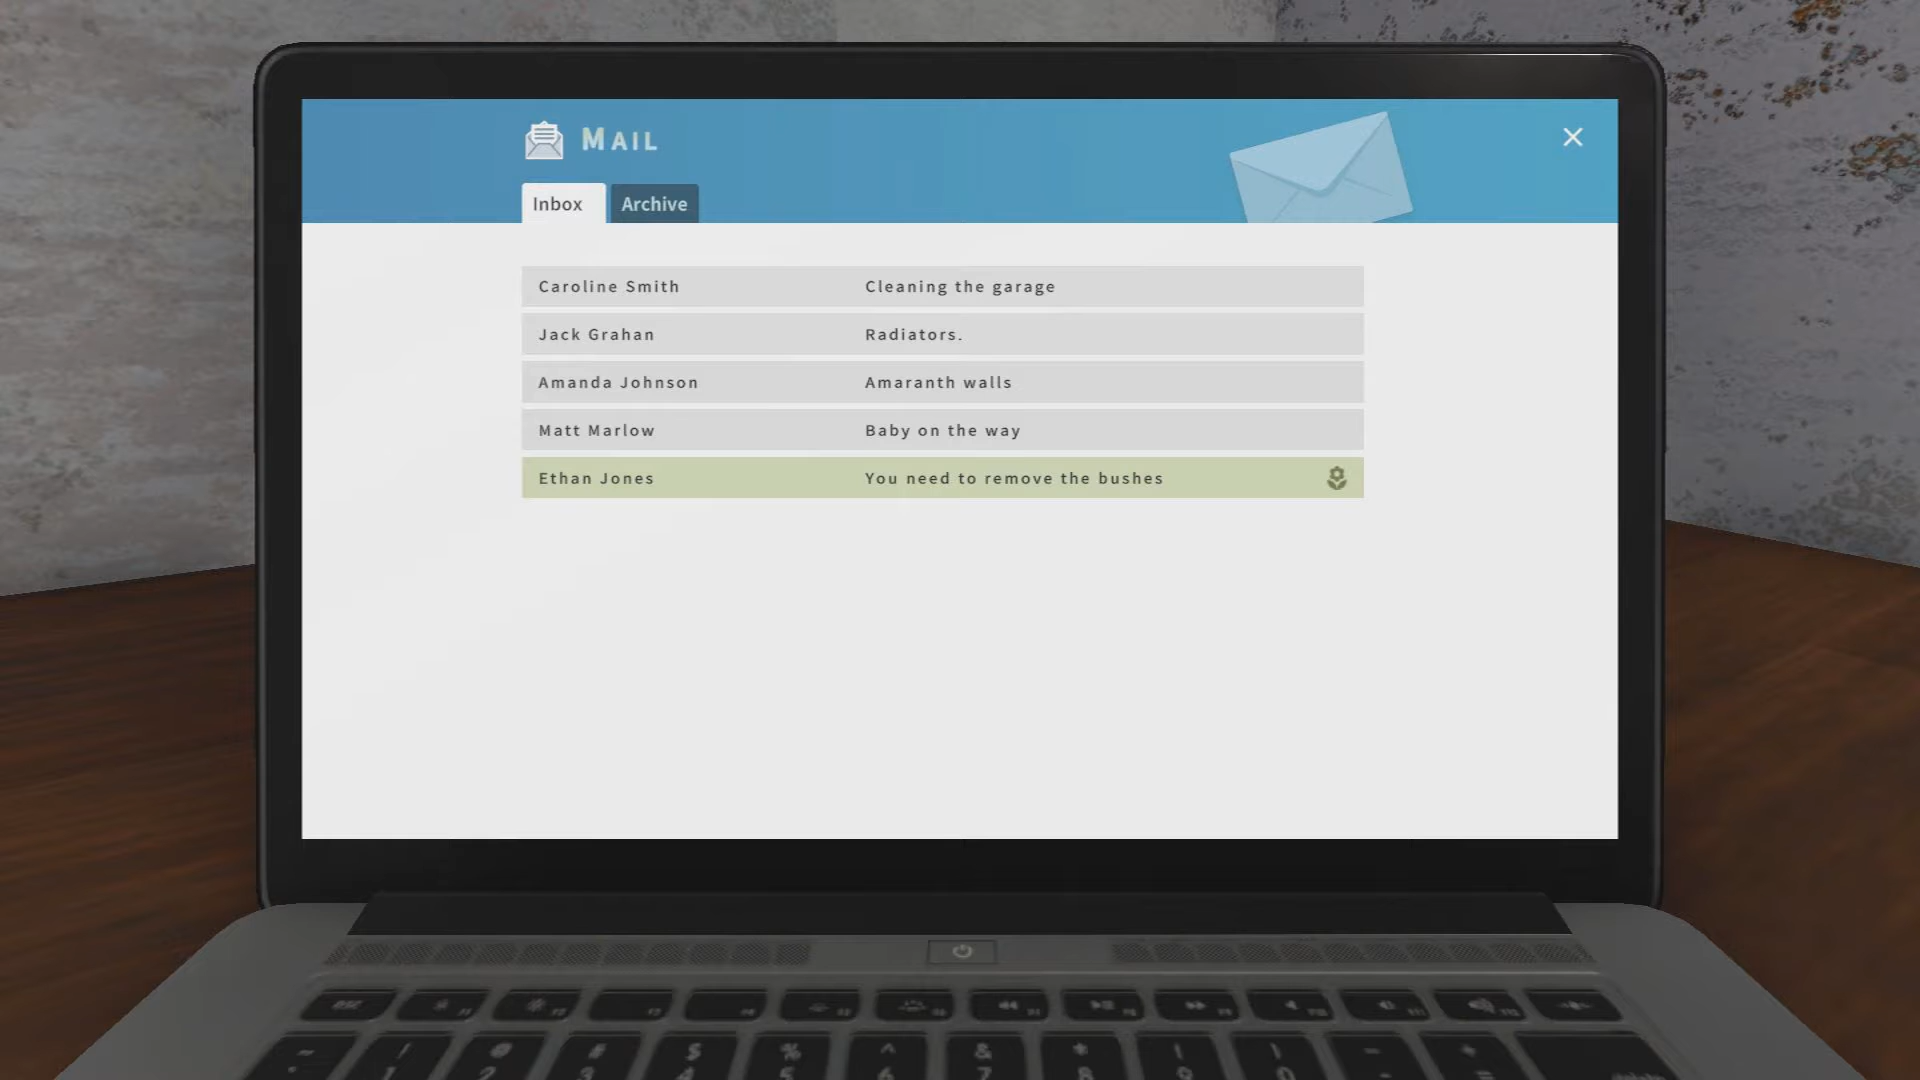 MAIL
Inbox
Archive
Caroline Smith Cleaning the garage
Jack Grahan Radiators.
Amanda Johnson Amaranth walls
Matt Marlow Baby on the way
Ethan Jones You need to remove the bushes